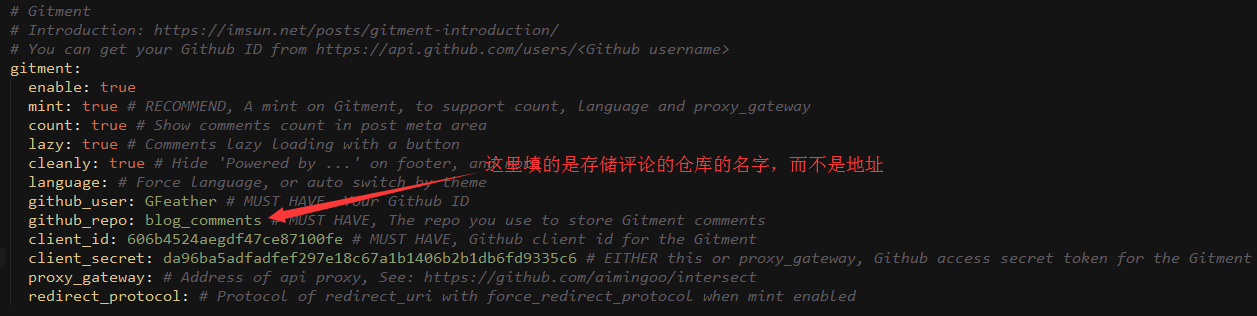 # Gitment
# Introduction: https://imsun.net/posts/gitment-introduction/
# You can get your Github ID from https://api.github.com/users/<Github username>
gitment:
enable: true
mint: true # RECOMMEND, A mint on Gitment, to support count, language and proxy_gateway
count: true # Show comments count in post meta area
lazy: true # Comments lazy loading with a button
cleanly: true # Hide 'Powered by ...' on footer, and more
这里填的是存储评论的仓库的名字，而不是地址
language: # Force language, or auto switch by theme
github_user: GFeather # MUST HAVE, Your Github ID
github_repo: blog_comments # MUST HAVE, The repo you use to store Gitment comments
client_id: 606b4524aegdf47ce87100fe # MUST HAVE, Github client id for the Gitment
client_secret: da96ba5adfadfef297e18c67a1b1406b2b1db6fd9335c6 # EITHER this or proxy_gateway, Github access secret token for the Gitment
proxy_gateway: # Address of api proxy, See: https://github.com/aimingoo/intersect
redirect_protocol: # Protocol of redirect_uri with force_redirect_protocol when mint enabled